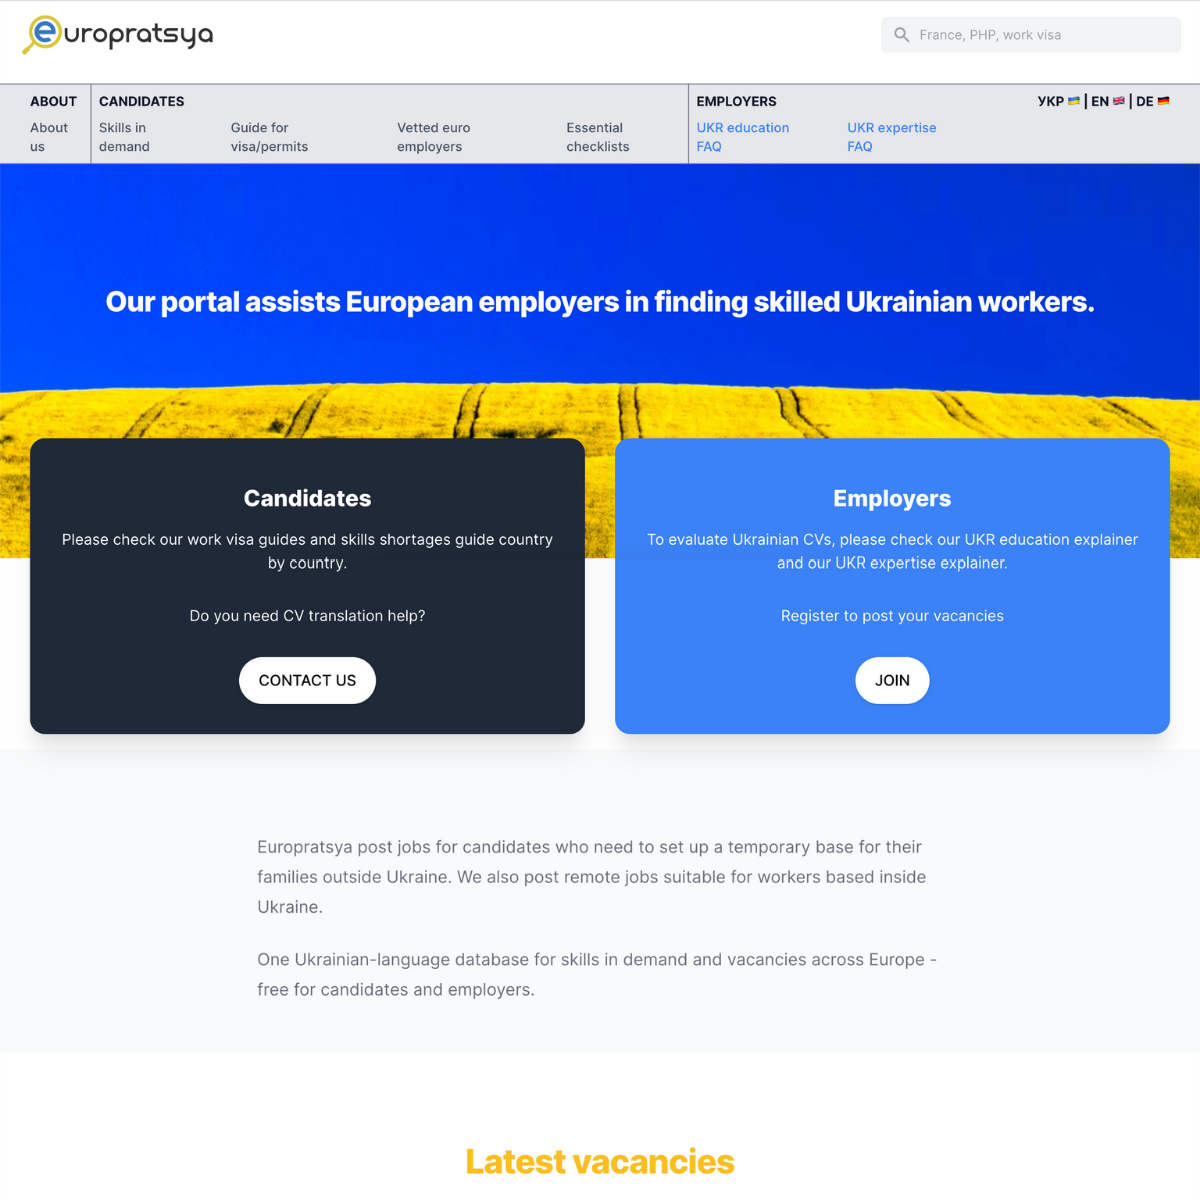 europratsya
France, PHP, work visa
ABOUT
CANDIDATES
EMPLOYERS
УКР | EN | DE
About
us
Skills in
demand
Guide for
visa/permits
Vetted euro
employers
Essential
checklists
UKR education
FAQ
UKR expertise
FAQ
Our portal assists European employers in finding skilled Ukrainian workers.
Candidates
Please check our work visa guides and skills shortages guide country
by country.
Do you need CV translation help?
CONTACT US
Employers
To evaluate Ukrainian CVs, please check our UKR education explainer
and our UKR expertise explainer.
Register to post your vacancies
JOIN
Europratsya post jobs for candidates who need to set up a temporary base for their
families outside Ukraine. We also post remote jobs suitable for workers based inside
Ukraine.
One Ukrainian-language database for skills in demand and vacancies across Europe -
free for candidates and employers.
Latest vacancies